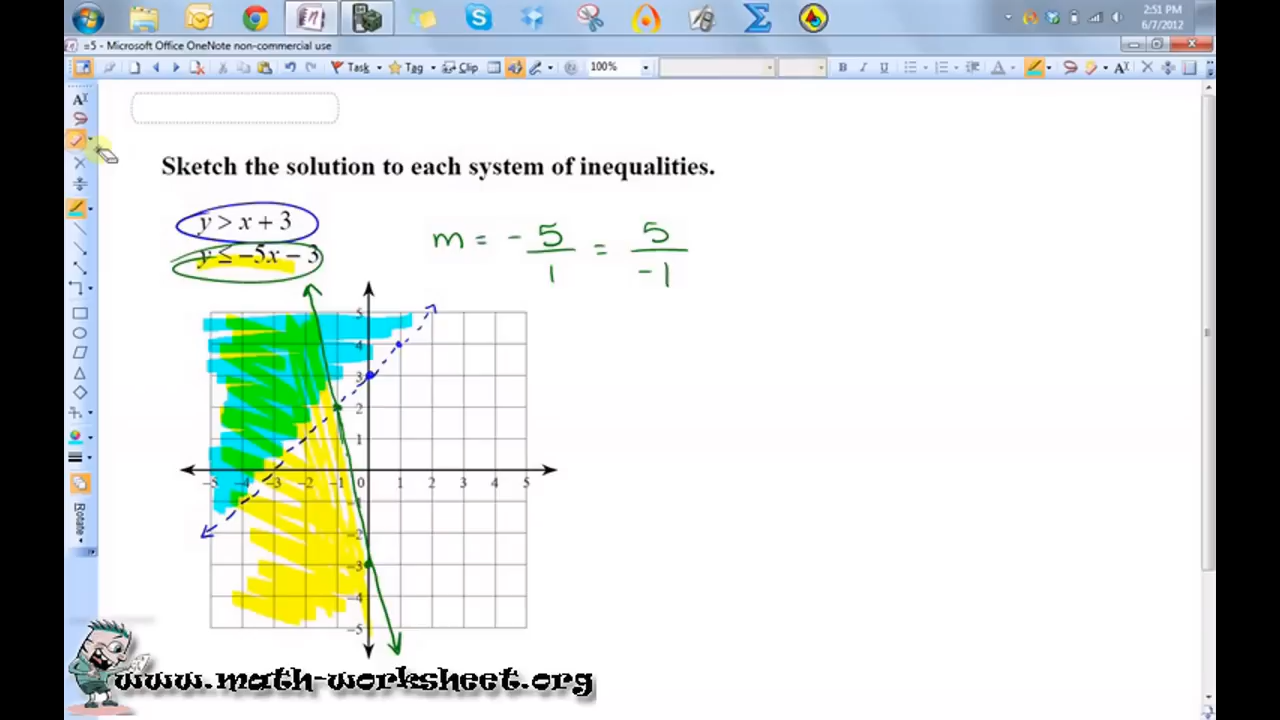 2:51 PM
6/7/2012
=5 - Microsoft Office OneNote non-commercial use
Task Tag Clip 100% B I U A
Sketch the solution to each system of inequalities.
y > x + 3
y ≤ −5x − 3
m = - 5/1 = 5/-1
5
4
3
2
1
-5 -4 -3 -2 -1 0 1 2 3 4 5
-1
-2
-3
-4
-5
Rotate
www.math-worksheet.org